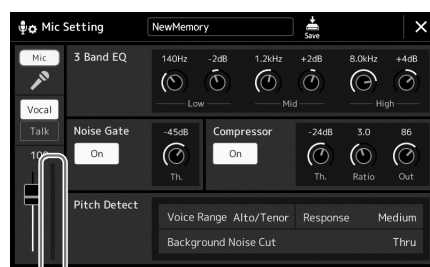 Mic Setting NewMemory Save
Mic 3 Band EQ 140Hz -2dB 1.2kHz +2dB 8.0kHz +4dB
Low Mid High
Vocal
Talk Noise Gate -45dB Compressor -24dB 3.0 86
On On
100 Th. Th. Ratio Out
Pitch Detect
Voice Range Alto/Tenor Response Medium
Background Noise Cut Thru